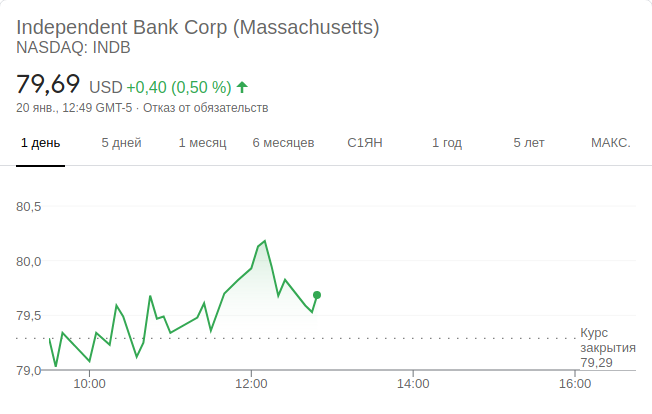 Independent Bank Corp (Massachusetts)
NASDAQ: INDB
79,69 USD +0,40 (0,50 %)
20 янв., 12:49 GMT-5 · Отказ от обязательств
1 день 5 дней 1 месяц 6 месяцев С1ЯН 1 год 5 лет МАКС.
80,5
80,0
79,5
Курс
закрытия
79,29
79,0
10:00 12:00 14:00 16:00